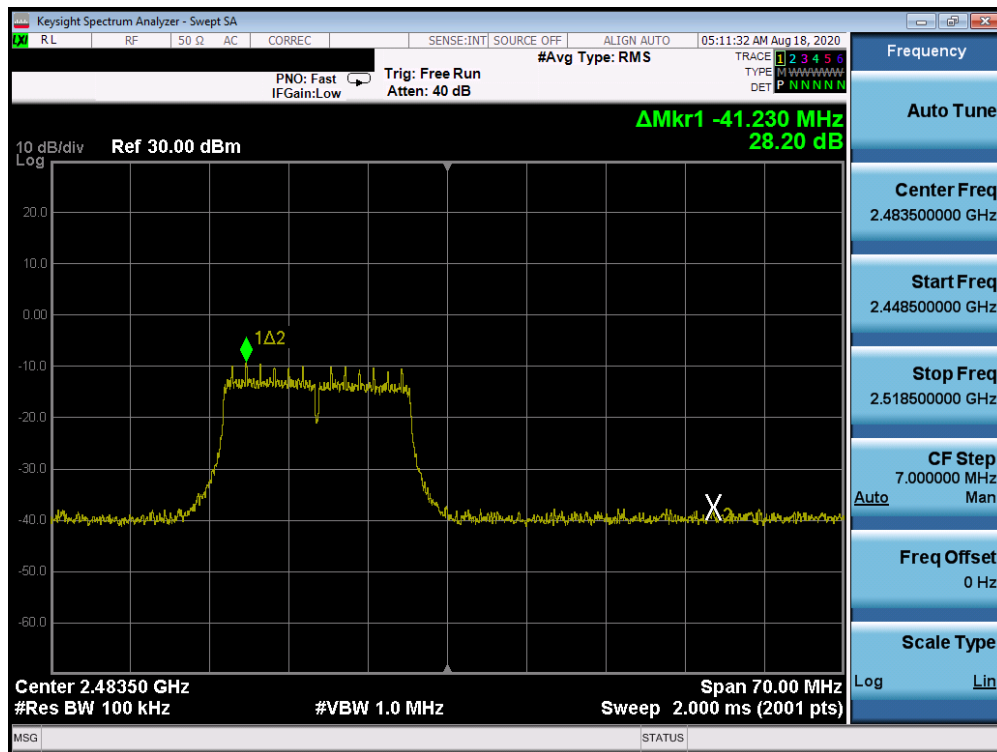 Keysight Spectrum Analyzer - Swept SA
LXI RL RF 50 Ω AC CORREC SENSE:INT SOURCE OFF ALIGN AUTO 05:11:32 AM Aug 18, 2020
#Avg Type: RMS TRACE 1 2 3 4 5 6
PNO: Fast Trig: Free Run TYPE M WWWWW
IFGain:Low Atten: 40 dB DET P N N N N N
ΔMkr1 -41.230 MHz
28.20 dB
10 dB/div Ref 30.00 dBm
Log
20.0
10.0
0.00
1Δ2
-10.0
-20.0
-30.0
-40.0
-50.0
-60.0
Center 2.48350 GHz Span 70.00 MHz
#Res BW 100 kHz #VBW 1.0 MHz Sweep 2.000 ms (2001 pts)
MSG STATUS
Frequency
Auto Tune
Center Freq
2.483500000 GHz
Start Freq
2.448500000 GHz
Stop Freq
2.518500000 GHz
CF Step
7.000000 MHz
Auto Man
Freq Offset
0 Hz
Scale Type
Log Lin